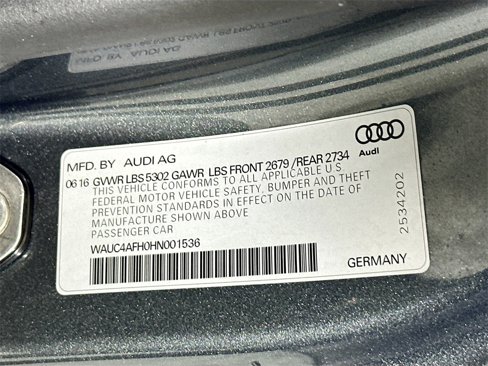 MFD. BY AUDI AG
Audi
06 16 GVWR LBS 5302 GAWR LBS FRONT 2679 / REAR 2734
THIS VEHICLE CONFORMS TO ALL APPLICABLE U S
FEDERAL MOTOR VEHICLE SAFETY, BUMPER AND THEFT
PREVENTION STANDARDS IN EFFECT ON THE DATE OF
MANUFACTURE SHOWN ABOVE
PASSENGER CAR
WAUC4AFH0HN001536
GERMANY
2534202